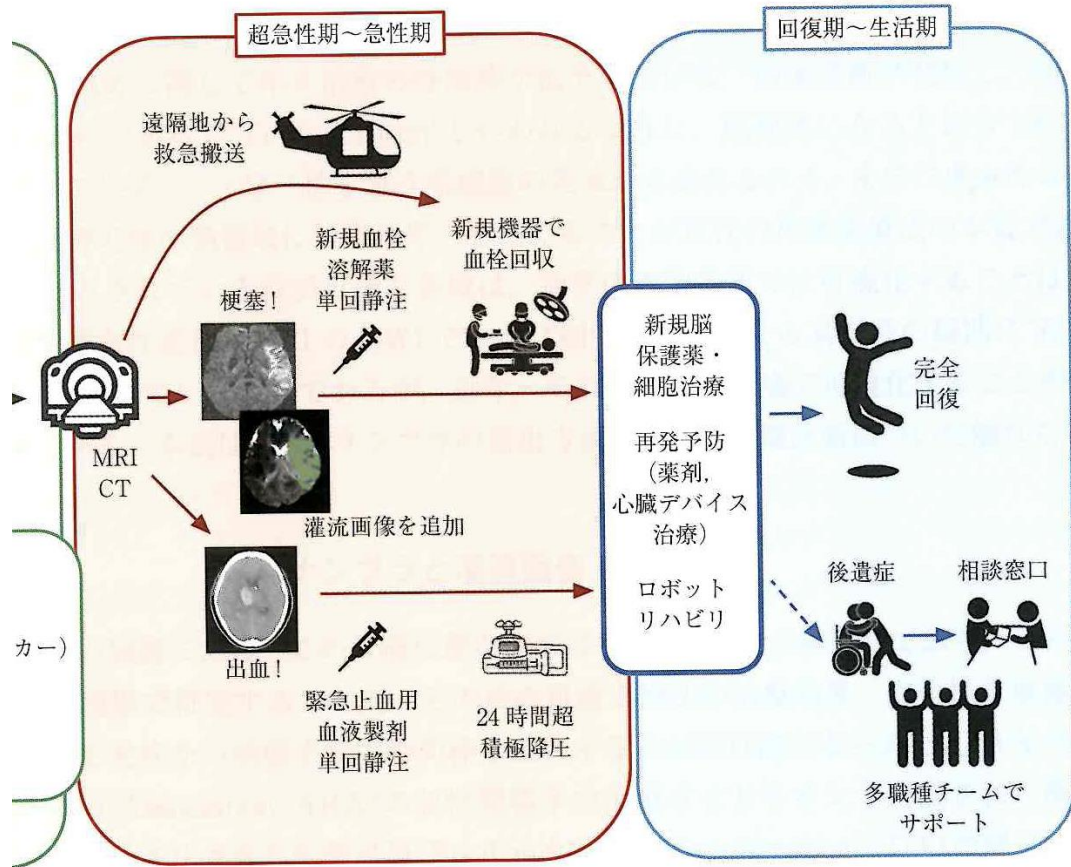 超急性期～急性期
遠隔地から
救急搬送
新規血栓
溶解薬
単回静注
新規機器で
血栓回収
梗塞！
MRI
CT
灌流画像を追加
出血！
緊急止血用
血液製剤
単回静注
24時間超
積極降圧
カー）
回復期～生活期
新規脳
保護薬・
細胞治療
再発予防
（薬剤，
心臓デバイス
治療）
ロボット
リハビリ
完全
回復
後遺症
相談窓口
多職種チームで
サポート